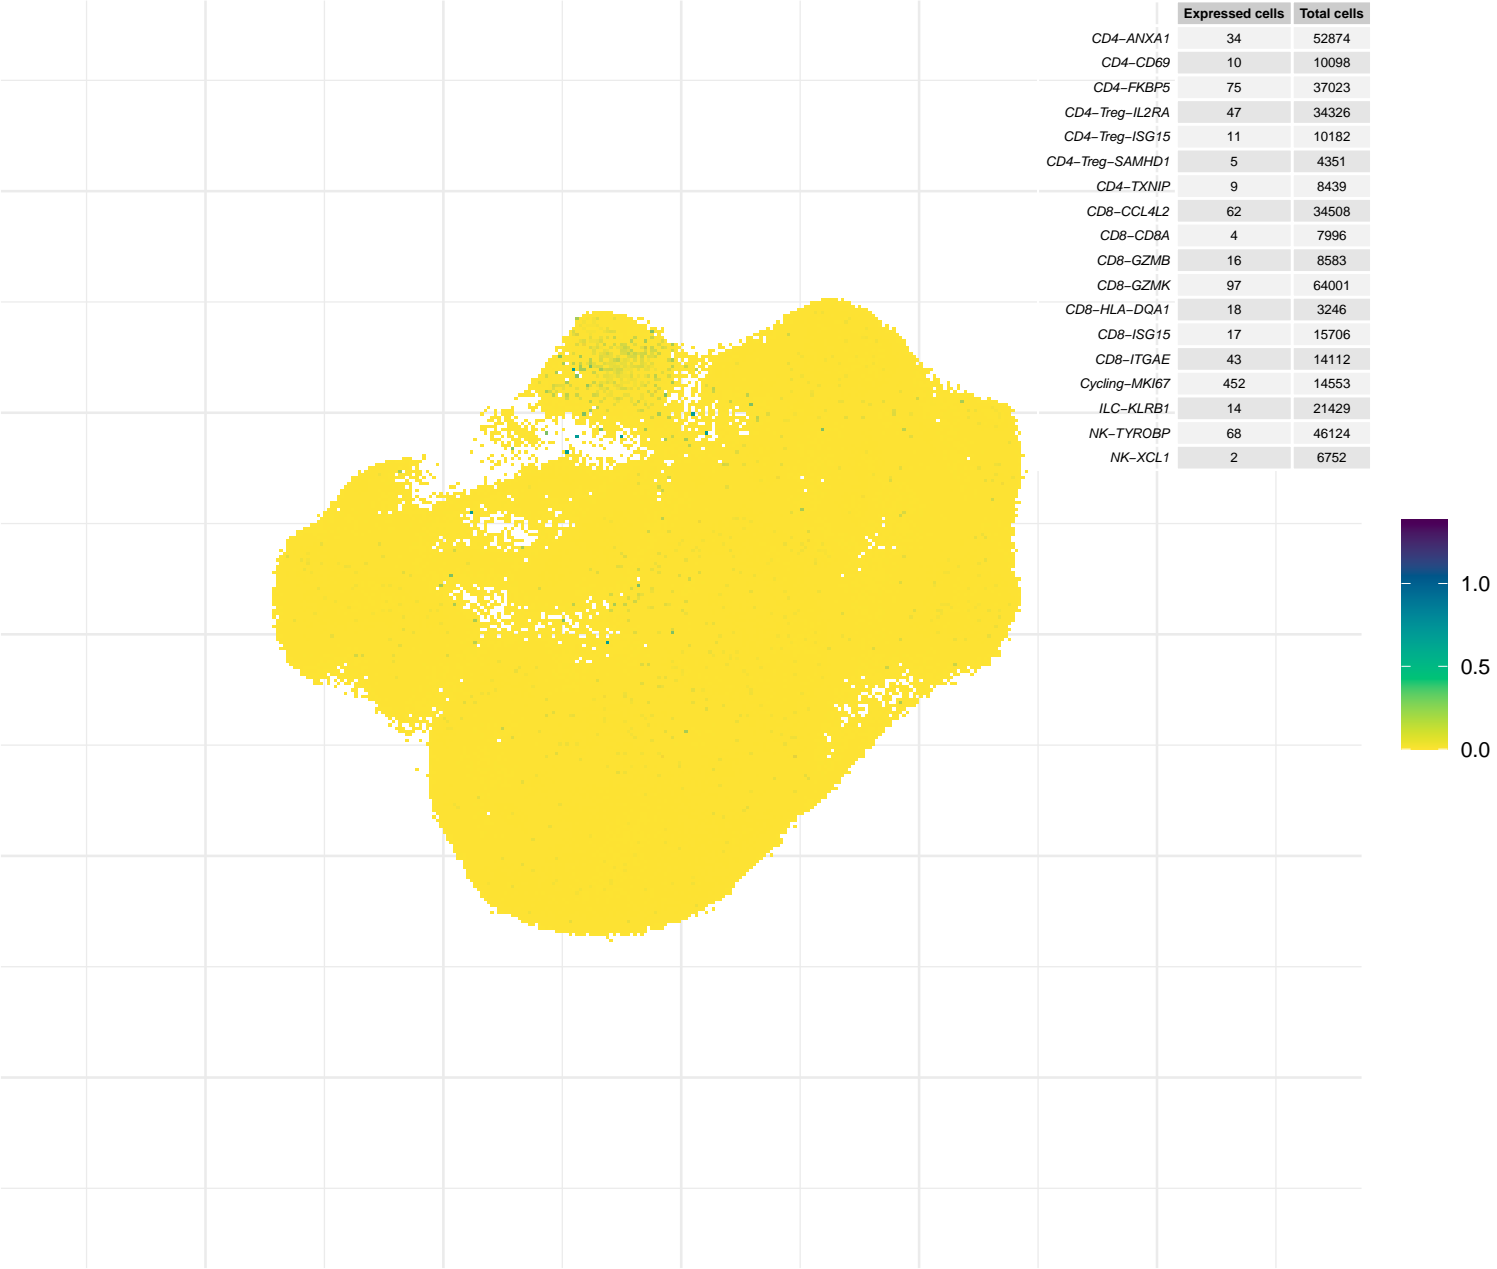 Expressed cells Total cells
CD4−ANXA1 34 52874
CD4−CD69 10 10098
CD4−FKBP5 75 37023
CD4−Treg−IL2RA 47 34326
CD4−Treg−ISG15 11 10182
CD4−Treg−SAMHD1 5 4351
CD4−TXNIP 9 8439
CD8−CCL4L2 62 34508
CD8−CD8A 4 7996
CD8−GZMB 16 8583
CD8−GZMK 97 64001
CD8−HLA−DQA1 18 3246
CD8−ISG15 17 15706
CD8−ITGAE 43 14112
Cycling−MKI67 452 14553
ILC−KLRB1 14 21429
NK−TYROBP 68 46124
NK−XCL1 2 6752
1.0
0.5
0.0